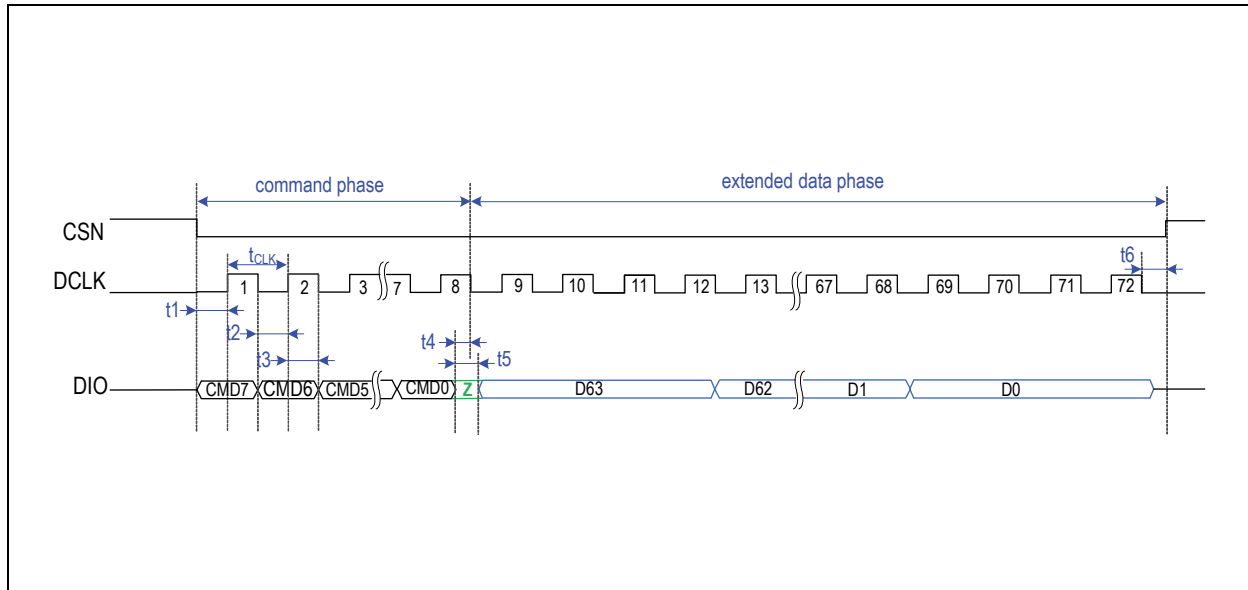 command phase
extended data phase
CSN
tCLK
t6
DCLK
1 2 3 7 8 9 10 11 12 13 67 68 69 70 71 72
t1
t2
t3
t4
t5
DIO
CMD7 CMD6 CMD5 CMD0 Z D63 D62 D1 D0